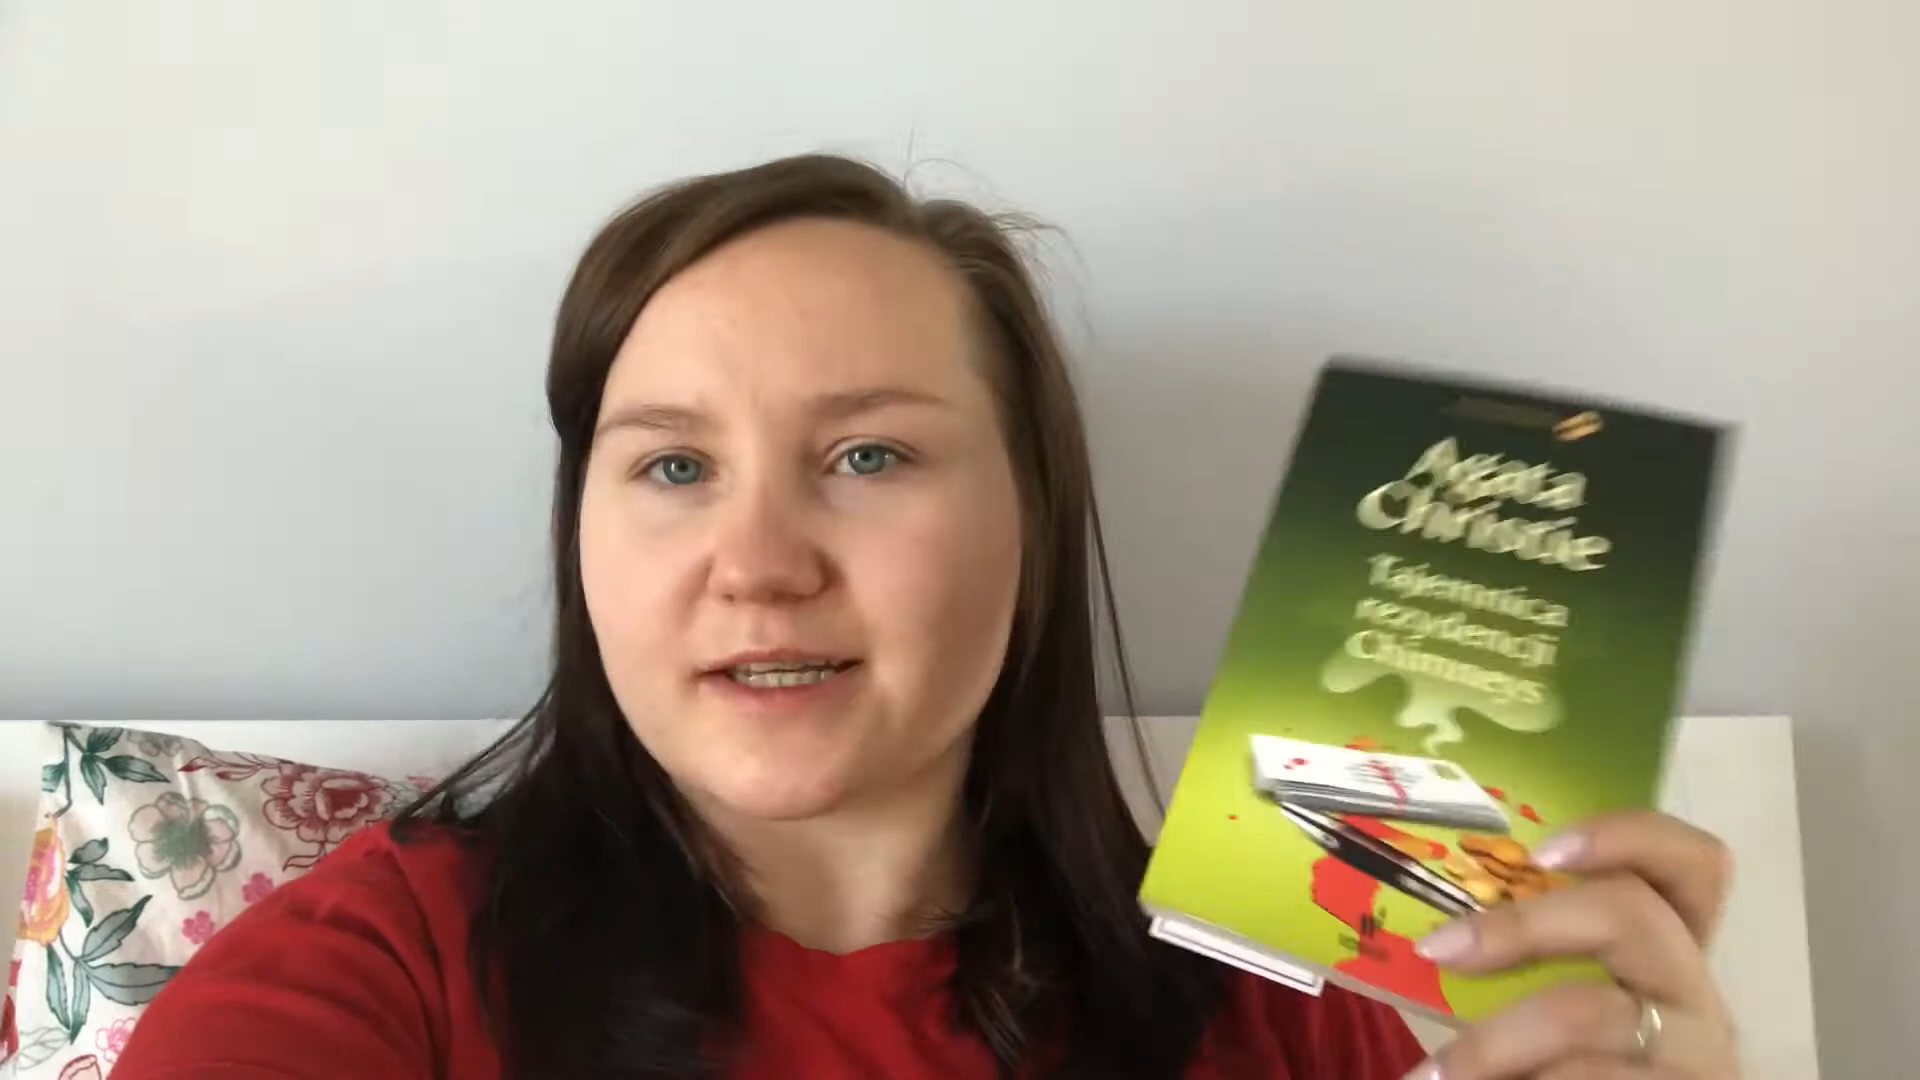 Agata
Christie
Tajemnica
rezydencji
Chimneys